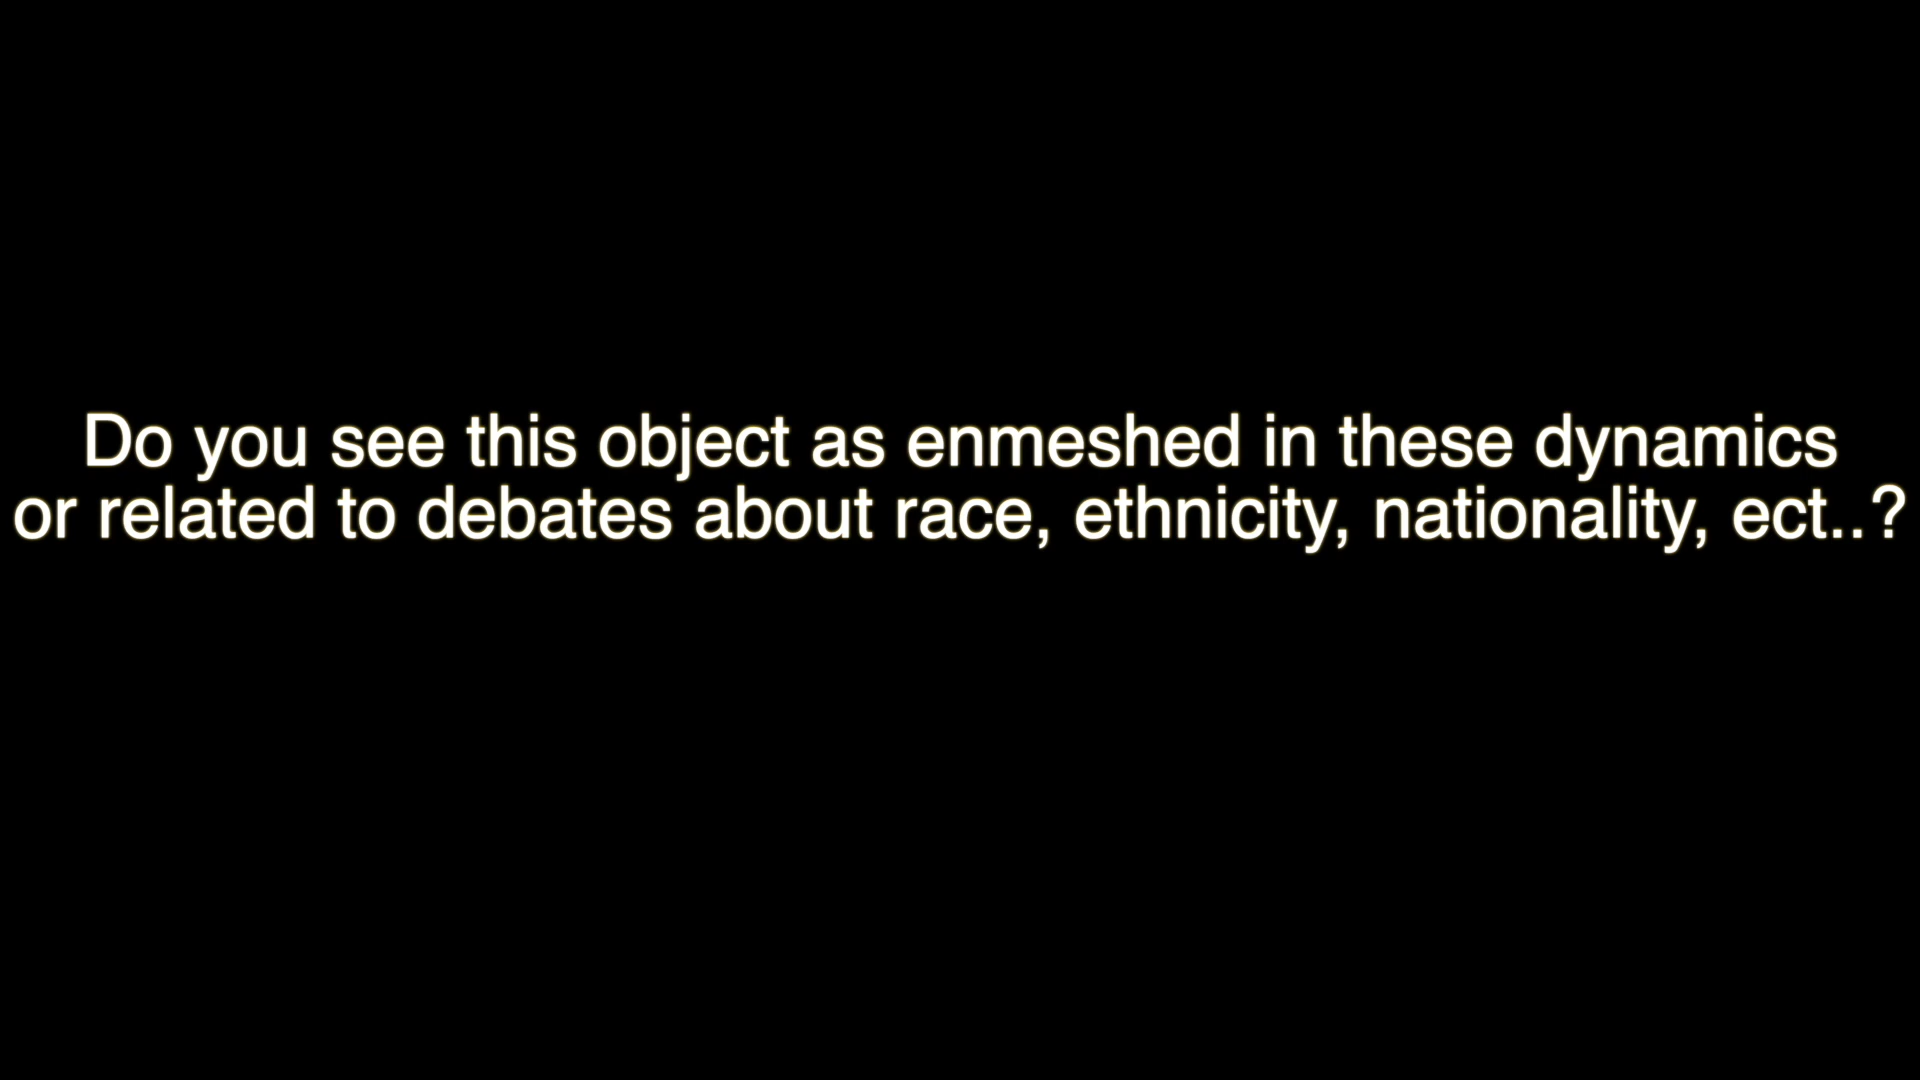 Do you see this object as enmeshed in these dynamics
or related to debates about race, ethnicity, nationality, ect..?